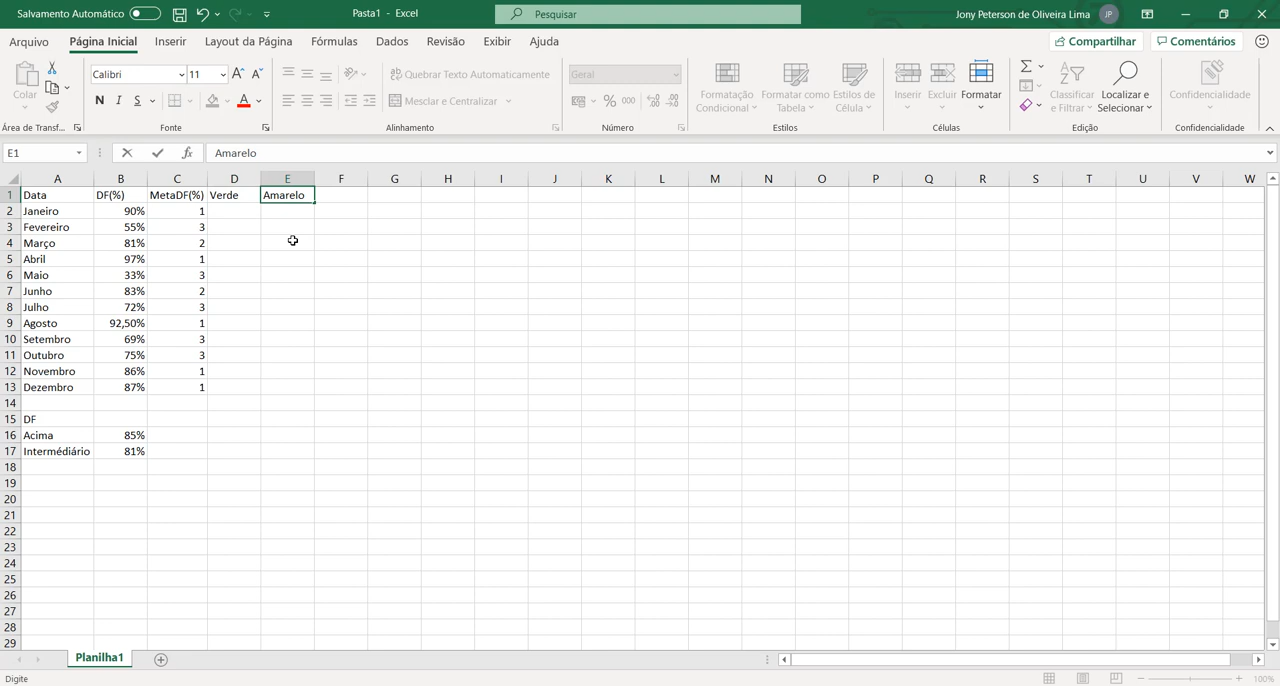 Salvamento Automático
Pasta1 - Excel
Pesquisar
Jony Peterson de Oliveira Lima JP
Arquivo Página Inicial Inserir Layout da Página Fórmulas Dados Revisão Exibir Ajuda
Compartilhar Comentários
Colar
Calibri 11
N I S
Quebrar Texto Automaticamente
Mescle e Centralizar
Geral
% 000
Formatação Condicional
Formatar como Tabela
Estilos de Célula
Inserir Excluir Formatar
Classificar e Filtrar
Localizar e Selecionar
Confidencialidade
Área de Transf... Fonte Alinhamento Número Estilos Células Edição Confidencialidade
E1 fx Amarelo
A B C D E F G H I J K L M N O P Q R S T U V W
1 Data DF(%) MetaDF(%) Verde Amarelo
2 Janeiro 90% 1
3 Fevereiro 55% 3
4 Março 81% 2
5 Abril 97% 1
6 Maio 33% 3
7 Junho 83% 2
8 Julho 72% 3
9 Agosto 92,50% 1
10 Setembro 69% 3
11 Outubro 75% 3
12 Novembro 86% 1
13 Dezembro 87% 1
14
15 DF
16 Acima 85%
17 Intermédiário 81%
18
19
20
21
22
23
24
25
26
27
28
29
Planilha1
Digite
100%